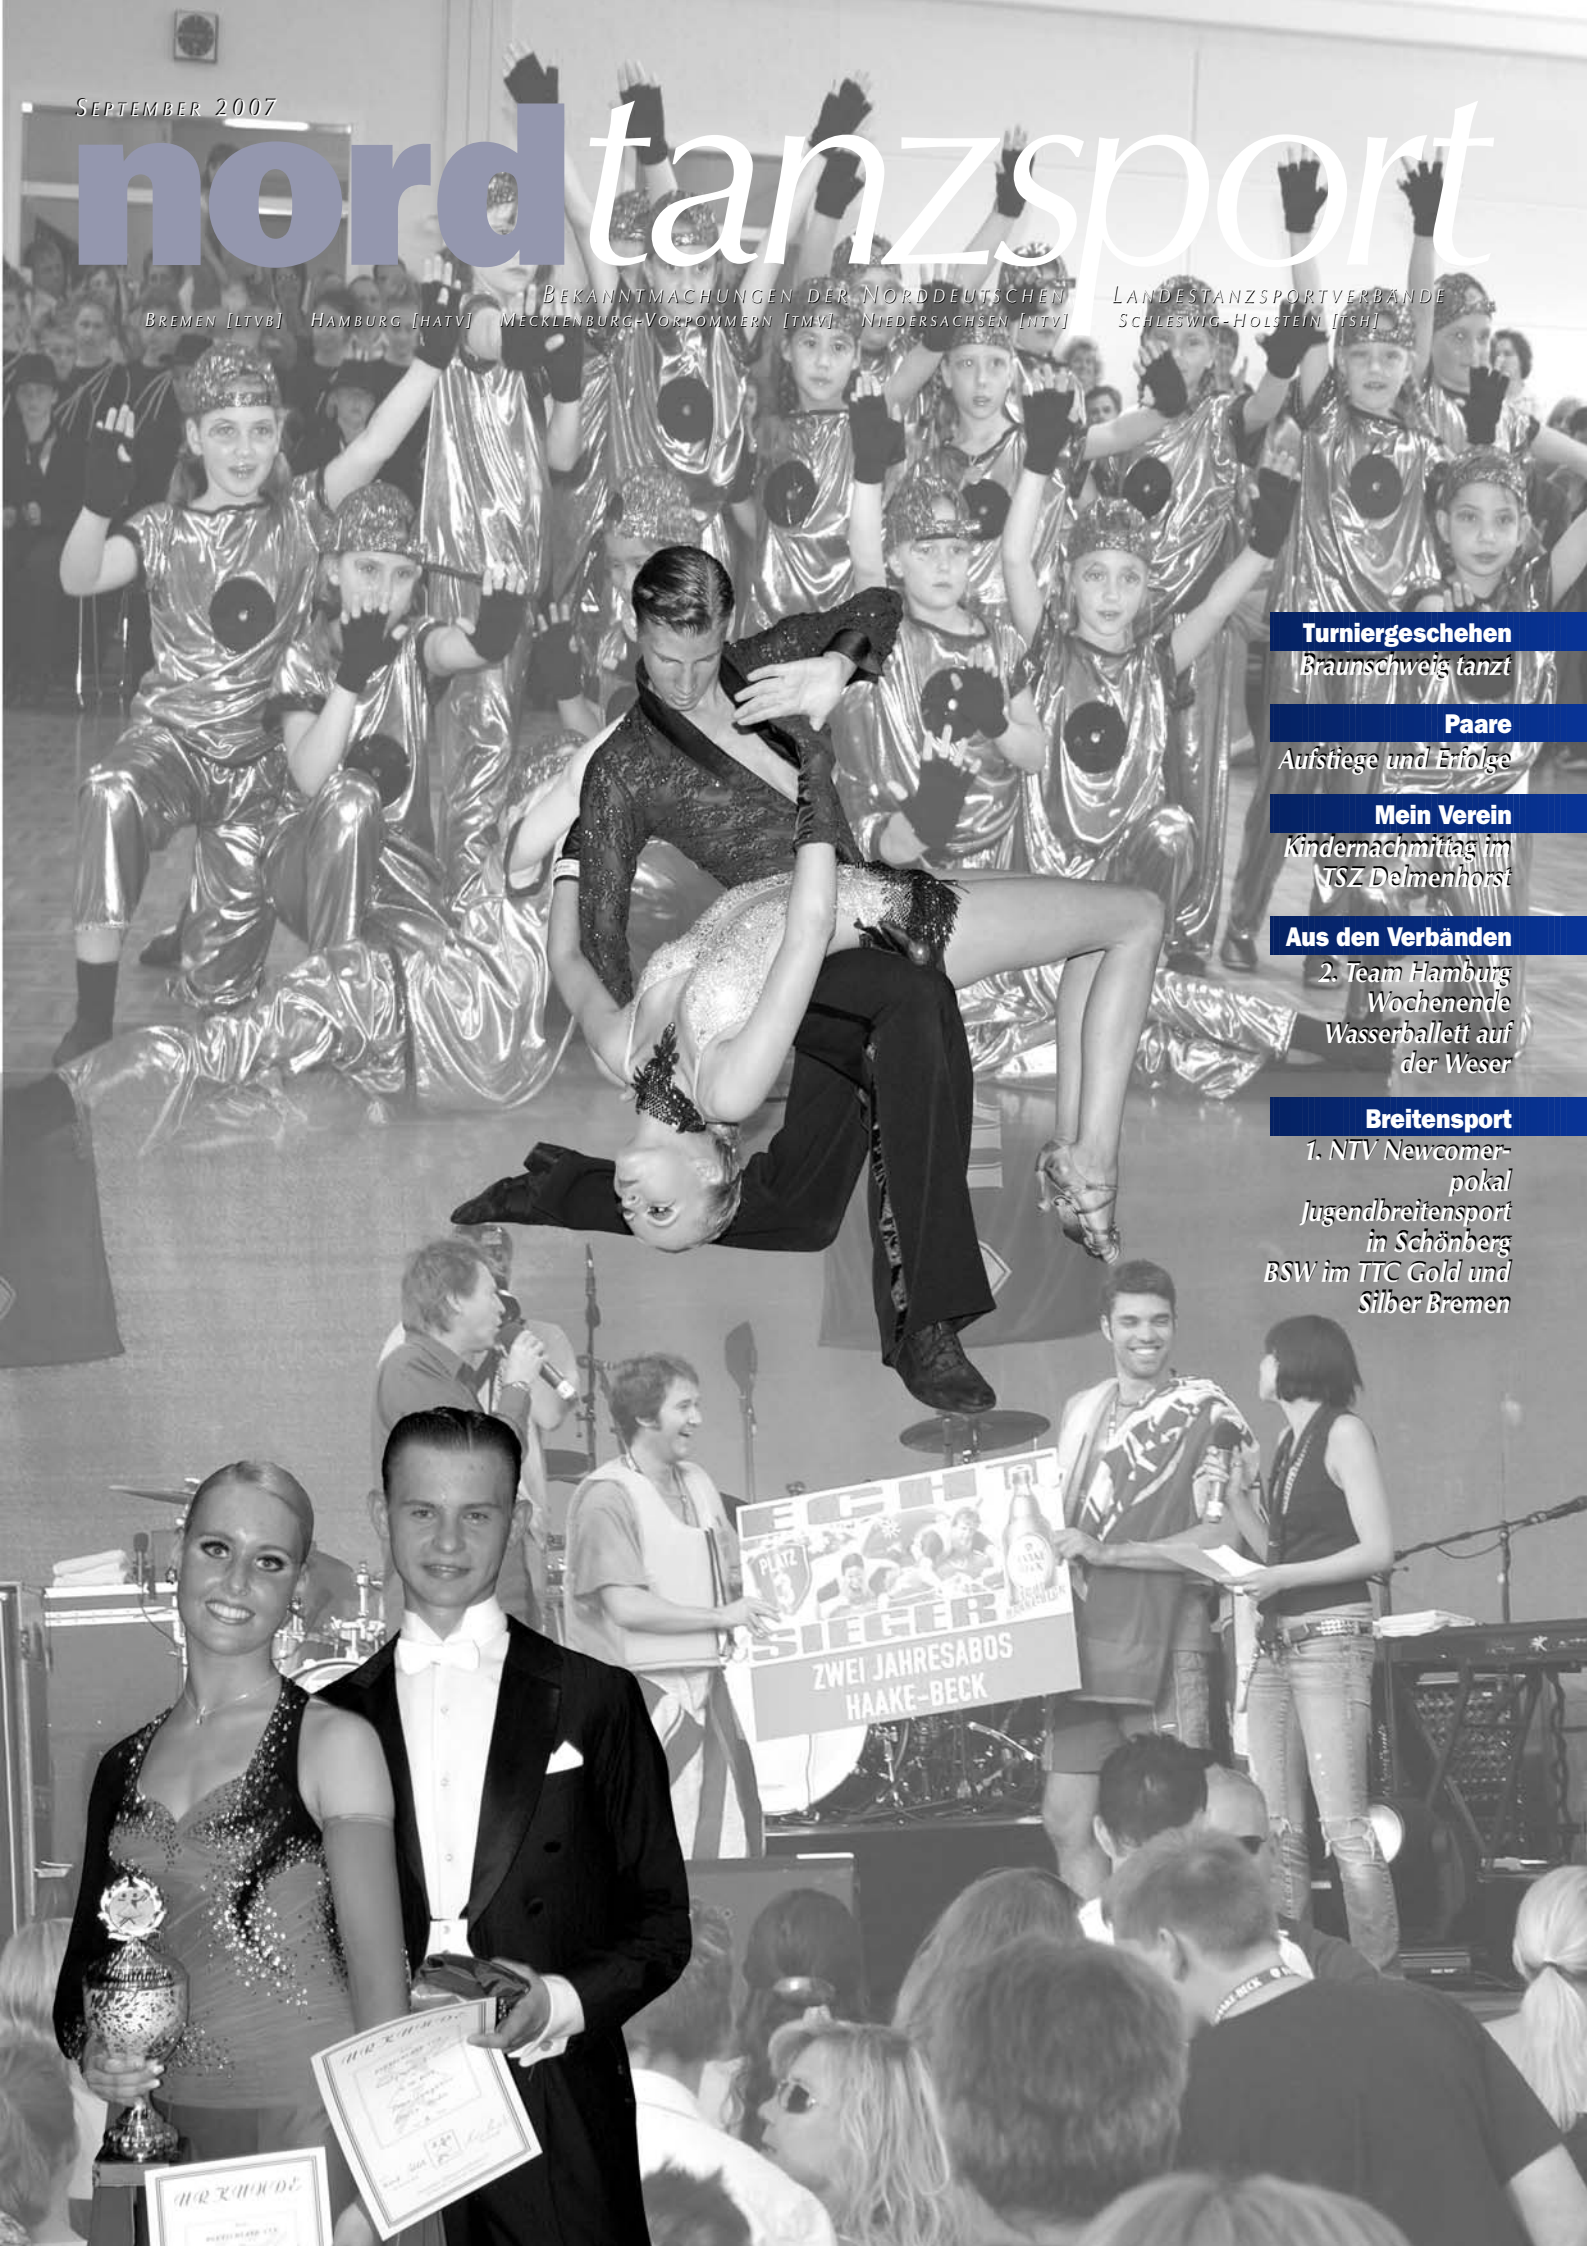 SEPTEMBER 2007
nordtanzsport
BEKANNTMACHUNGEN DER NORDDEUTSCHEN LANDESTANZSPORTVERBÄNDE
BREMEN [LTVB] HAMBURG [HATV] MECKLENBURG-VORPOMMERN [TMV] NIEDERSACHSEN [NTV] SCHLESWIG-HOLSTEIN [TSH]
Turniergeschehen
Braunschweig tanzt
Paare
Aufstiege und Erfolge
Mein Verein
Kindernachmittag im
TSZ Delmenhorst
Aus den Verbänden
2. Team Hamburg
Wochenende
Wasserballett auf
der Weser
Breitensport
1. NTV Newcomer-
pokal
Jugendbreitensport
in Schönberg
BSW im TTC Gold und
Silber Bremen
ECHT
PLATZ
3
SIEGER
ZWEI JAHRESABOS
HAAKE-BECK
URKUNDE
URKUNDE